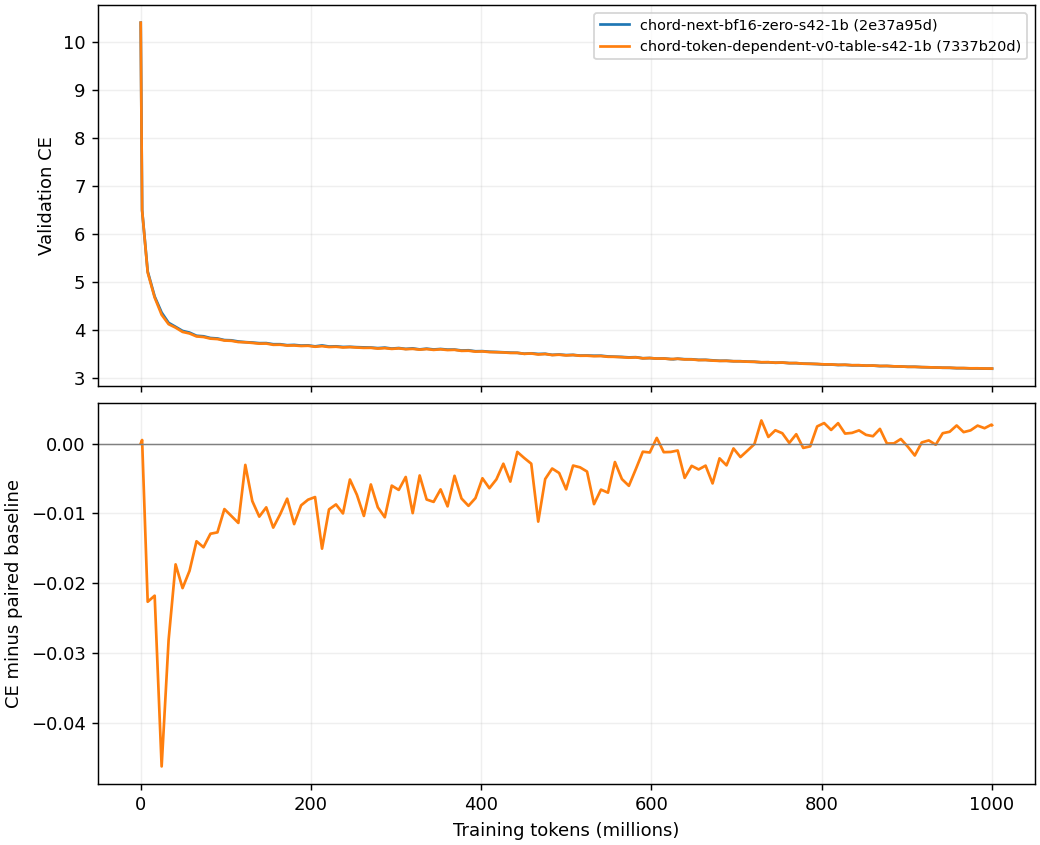 chord-next-bf16-zero-s42-1b (2e37a95d)
chord-token-dependent-v0-table-s42-1b (7337b20d)
10
9
8
7
6
5
4
3
Validation CE
0.00
−0.01
−0.02
−0.03
−0.04
CE minus paired baseline
0 200 400 600 800 1000
Training tokens (millions)